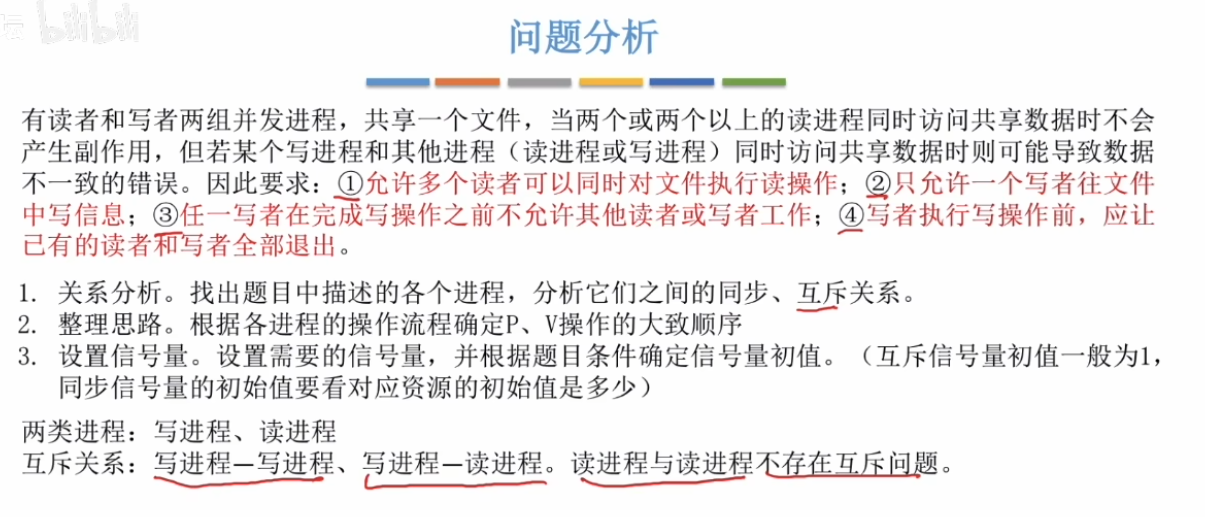 坛 bilibili
问题分析
有读者和写者两组并发进程，共享一个文件，当两个或两个以上的读进程同时访问共享数据时不会
产生副作用，但若某个写进程和其他进程（读进程或写进程）同时访问共享数据时则可能导致数据
不一致的错误。因此要求：①允许多个读者可以同时对文件执行读操作；②只允许一个写者往文件
中写信息；③任一写者在完成写操作之前不允许其他读者或写者工作；④写者执行写操作前，应让
已有的读者和写者全部退出。
1. 关系分析。找出题目中描述的各个进程，分析它们之间的同步、互斥关系。
2. 整理思路。根据各进程的操作流程确定P、V操作的大致顺序
3. 设置信号量。设置需要的信号量，并根据题目条件确定信号量初值。（互斥信号量初值一般为1，
同步信号量的初始值要看对应资源的初始值是多少）
两类进程：写进程、读进程
互斥关系：写进程—写进程、写进程—读进程。读进程与读进程不存在互斥问题。